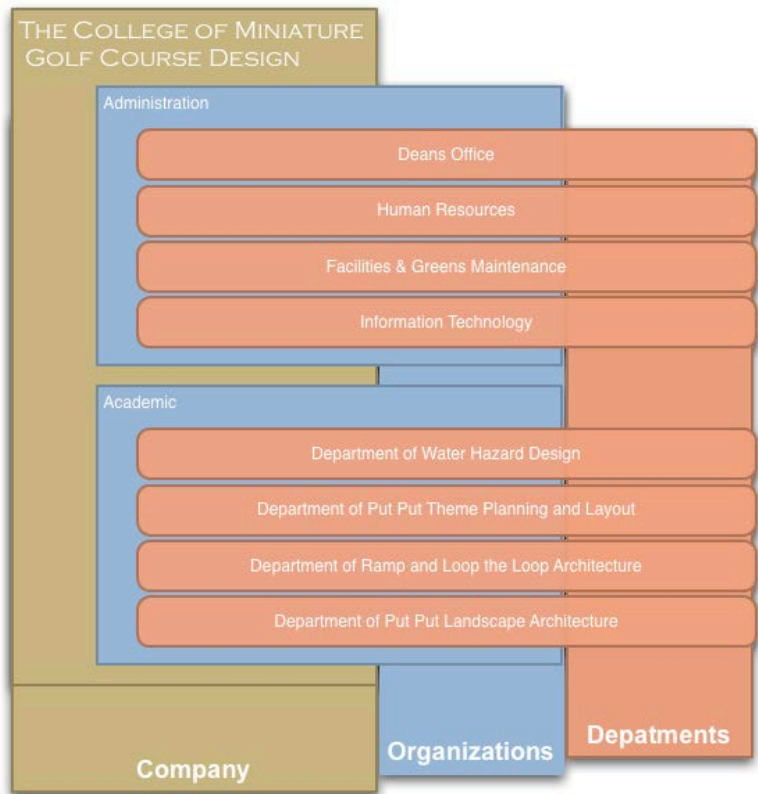 THE COLLEGE OF MINIATURE
GOLF COURSE DESIGN
Administration
Deans Office
Human Resources
Facilities & Greens Maintenance
Information Technology
Academic
Department of Water Hazard Design
Department of Put Put Theme Planning and Layout
Department of Ramp and Loop the Loop Architecture
Department of Put Put Landscape Architecture
Company
Organizations
Depatments